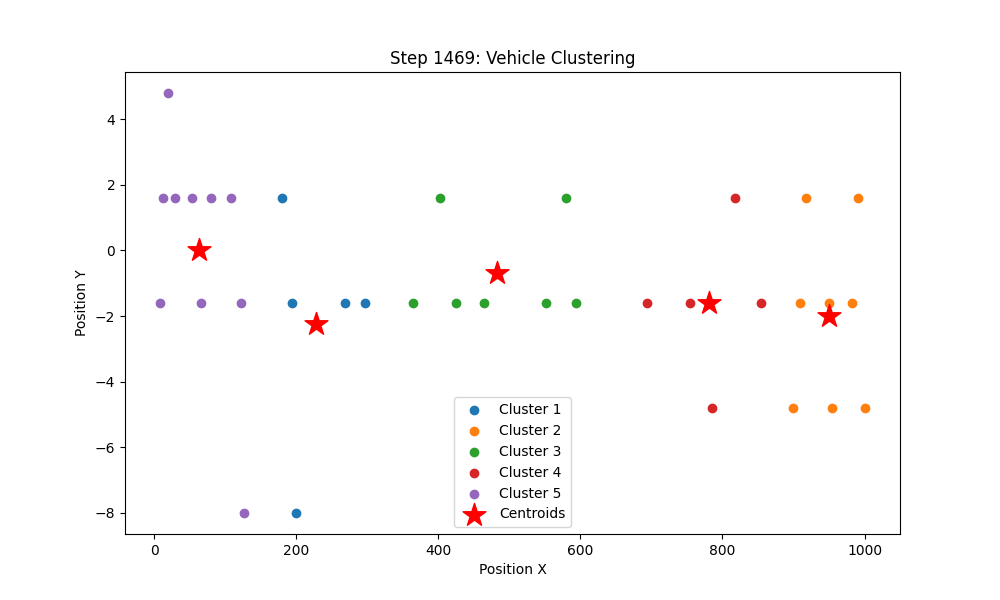 Step 1469: Vehicle Clustering
Position Y
4
2
0
−2
−4
−6
−8
Cluster 1
Cluster 2
Cluster 3
Cluster 4
Cluster 5
Centroids
0 200 400 600 800 1000
Position X